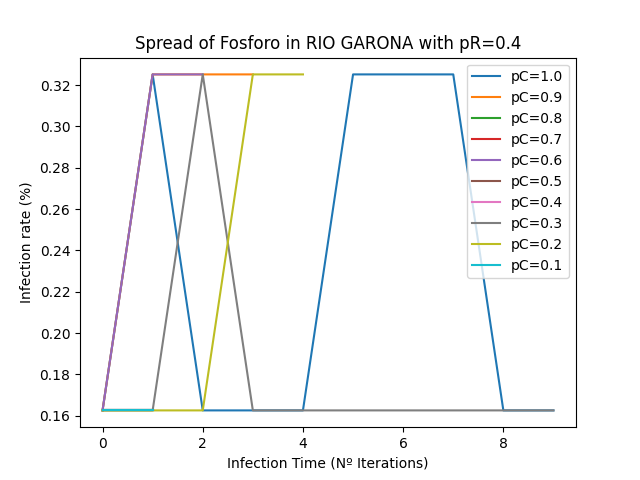 Spread of Fosforo in RIO GARONA with pR=0.4
pC=1.0
pC=0.9
pC=0.8
pC=0.7
pC=0.6
pC=0.5
pC=0.4
pC=0.3
pC=0.2
pC=0.1
Infection rate (%)
0.32
0.30
0.28
0.26
0.24
0.22
0.20
0.18
0.16
0 2 4 6 8
Infection Time (Nº Iterations)